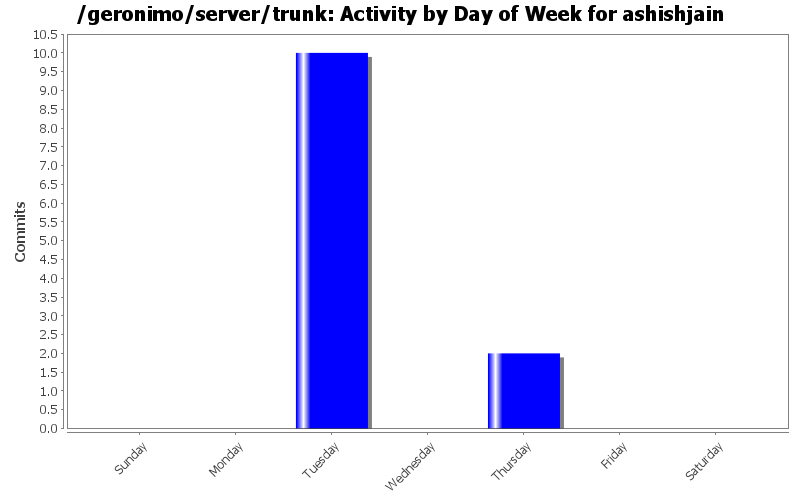 /geronimo/server/trunk: Activity by Day of Week for ashishjain
10.5
10.0
9.5
9.0
8.5
8.0
7.5
7.0
6.5
6.0
5.5
5.0
4.5
4.0
3.5
3.0
2.5
2.0
1.5
1.0
0.5
0.0
Commits
Sunday
Monday
Tuesday
Wednesday
Thursday
Friday
Saturday